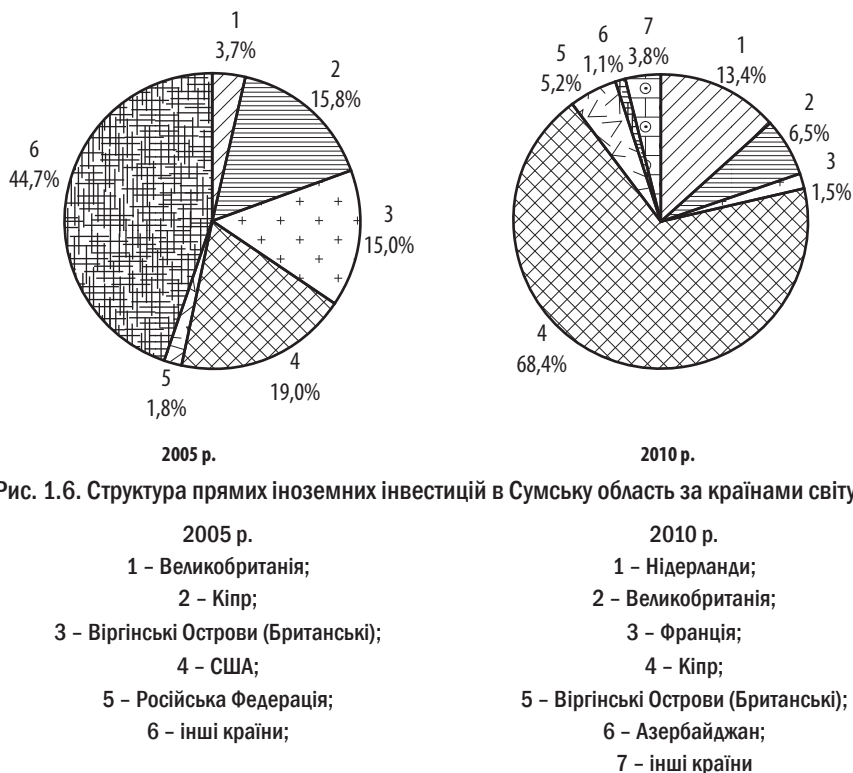 1
3,7%
2
15,8%
3
15,0%
4
19,0%
5
1,8%
6
44,7%
2005 р.
1
13,4%
2
6,5%
3
1,5%
4
68,4%
5
5,2%
6
1,1%
7
3,8%
2010 р.
Рис. 1.6. Структура прямих іноземних інвестицій в Сумську область за країнами світу
2005 р.
1 – Великобританія;
2 – Кіпр;
3 – Віргінські Острови (Британські);
4 – США;
5 – Російська Федерація;
6 – інші країни;
2010 р.
1 – Нідерланди;
2 – Великобританія;
3 – Франція;
4 – Кіпр;
5 – Віргінські Острови (Британські);
6 – Азербайджан;
7 – інші країни